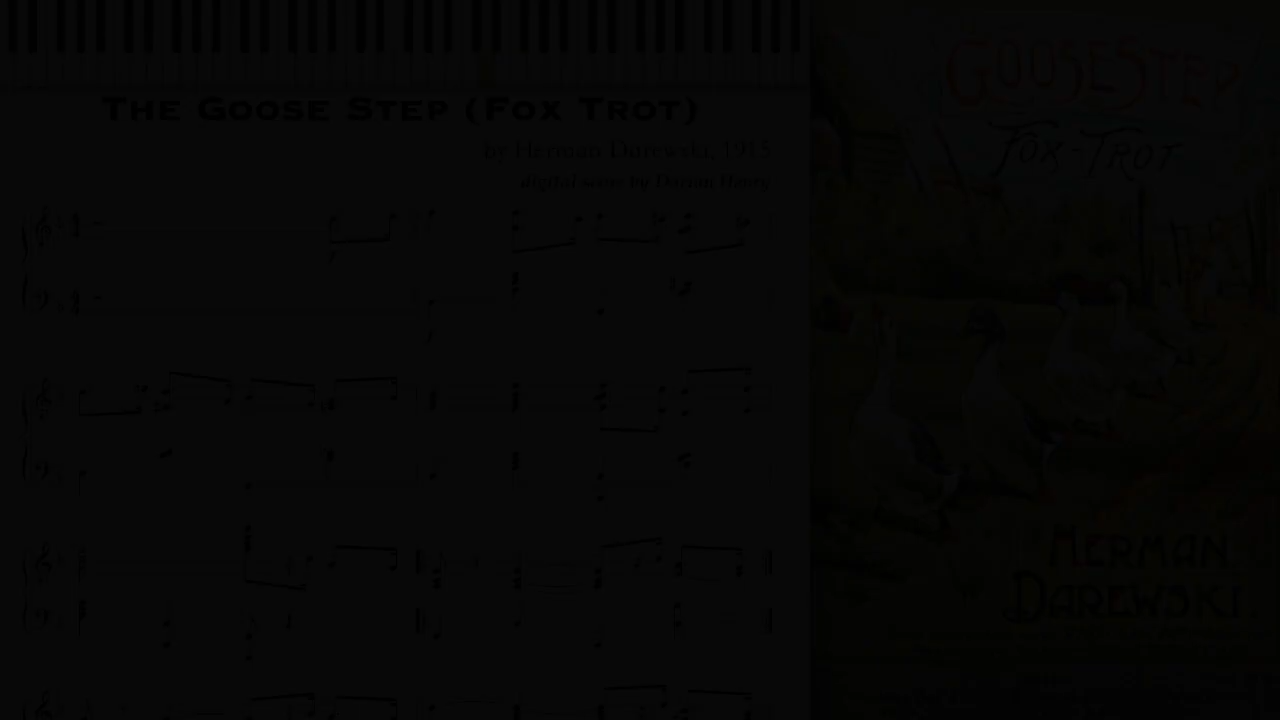 The Goose Step (Fox Trot)
by Herman Darewski, 1915
digital score by Dorian Henry
GOOSE STEP
FOX-TROT
HERMAN
DAREWSKI.